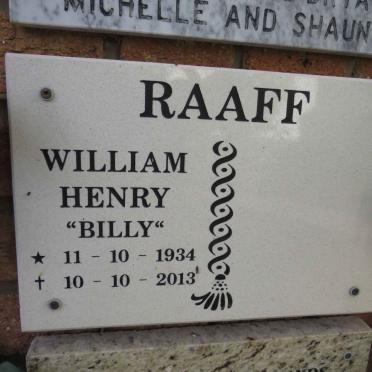 MICHELLE AND SHAUN
RAAFF
WILLIAM
HENRY
"BILLY"
★ 11 - 10 - 1934
✝ 10 - 10 - 2013